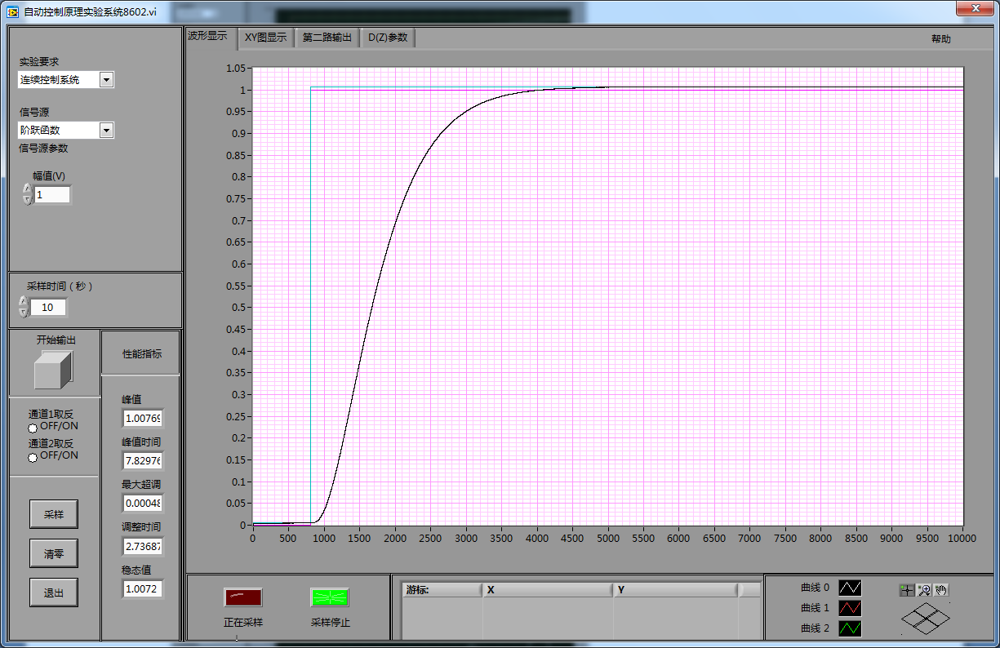 自动控制原理实验系统8602.vi
波形显示
XY图显示
第二路输出
D(Z)参数
帮助
实验要求
连续控制系统
信号源
阶跃函数
信号源参数
幅值(V)
1
采样时间（秒）
10
开始输出
通道1取反
OFF/ON
通道2取反
OFF/ON
采样
清零
退出
性能指标
峰值
1.00769
峰值时间
7.82976
最大超调
0.00048
调整时间
2.73687
稳态值
1.0072
1.05
1
0.95
0.9
0.85
0.8
0.75
0.7
0.65
0.6
0.55
0.5
0.45
0.4
0.35
0.3
0.25
0.2
0.15
0.1
0.05
0
0 500 1000 1500 2000 2500 3000 3500 4000 4500 5000 5500 6000 6500 7000 7500 8000 8500 9000 9500 10000
正在采样
采样停止
游标:
X
Y
曲线 0
曲线 1
曲线 2